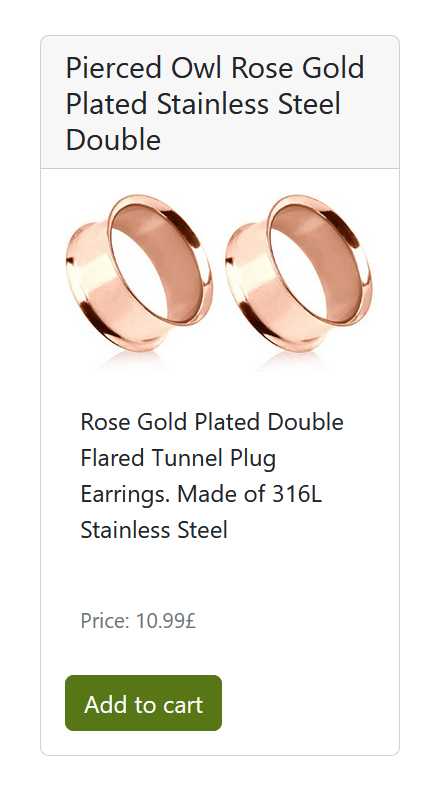 Pierced Owl Rose Gold
Plated Stainless Steel
Double
Rose Gold Plated Double
Flared Tunnel Plug
Earrings. Made of 316L
Stainless Steel
Price: 10.99£
Add to cart